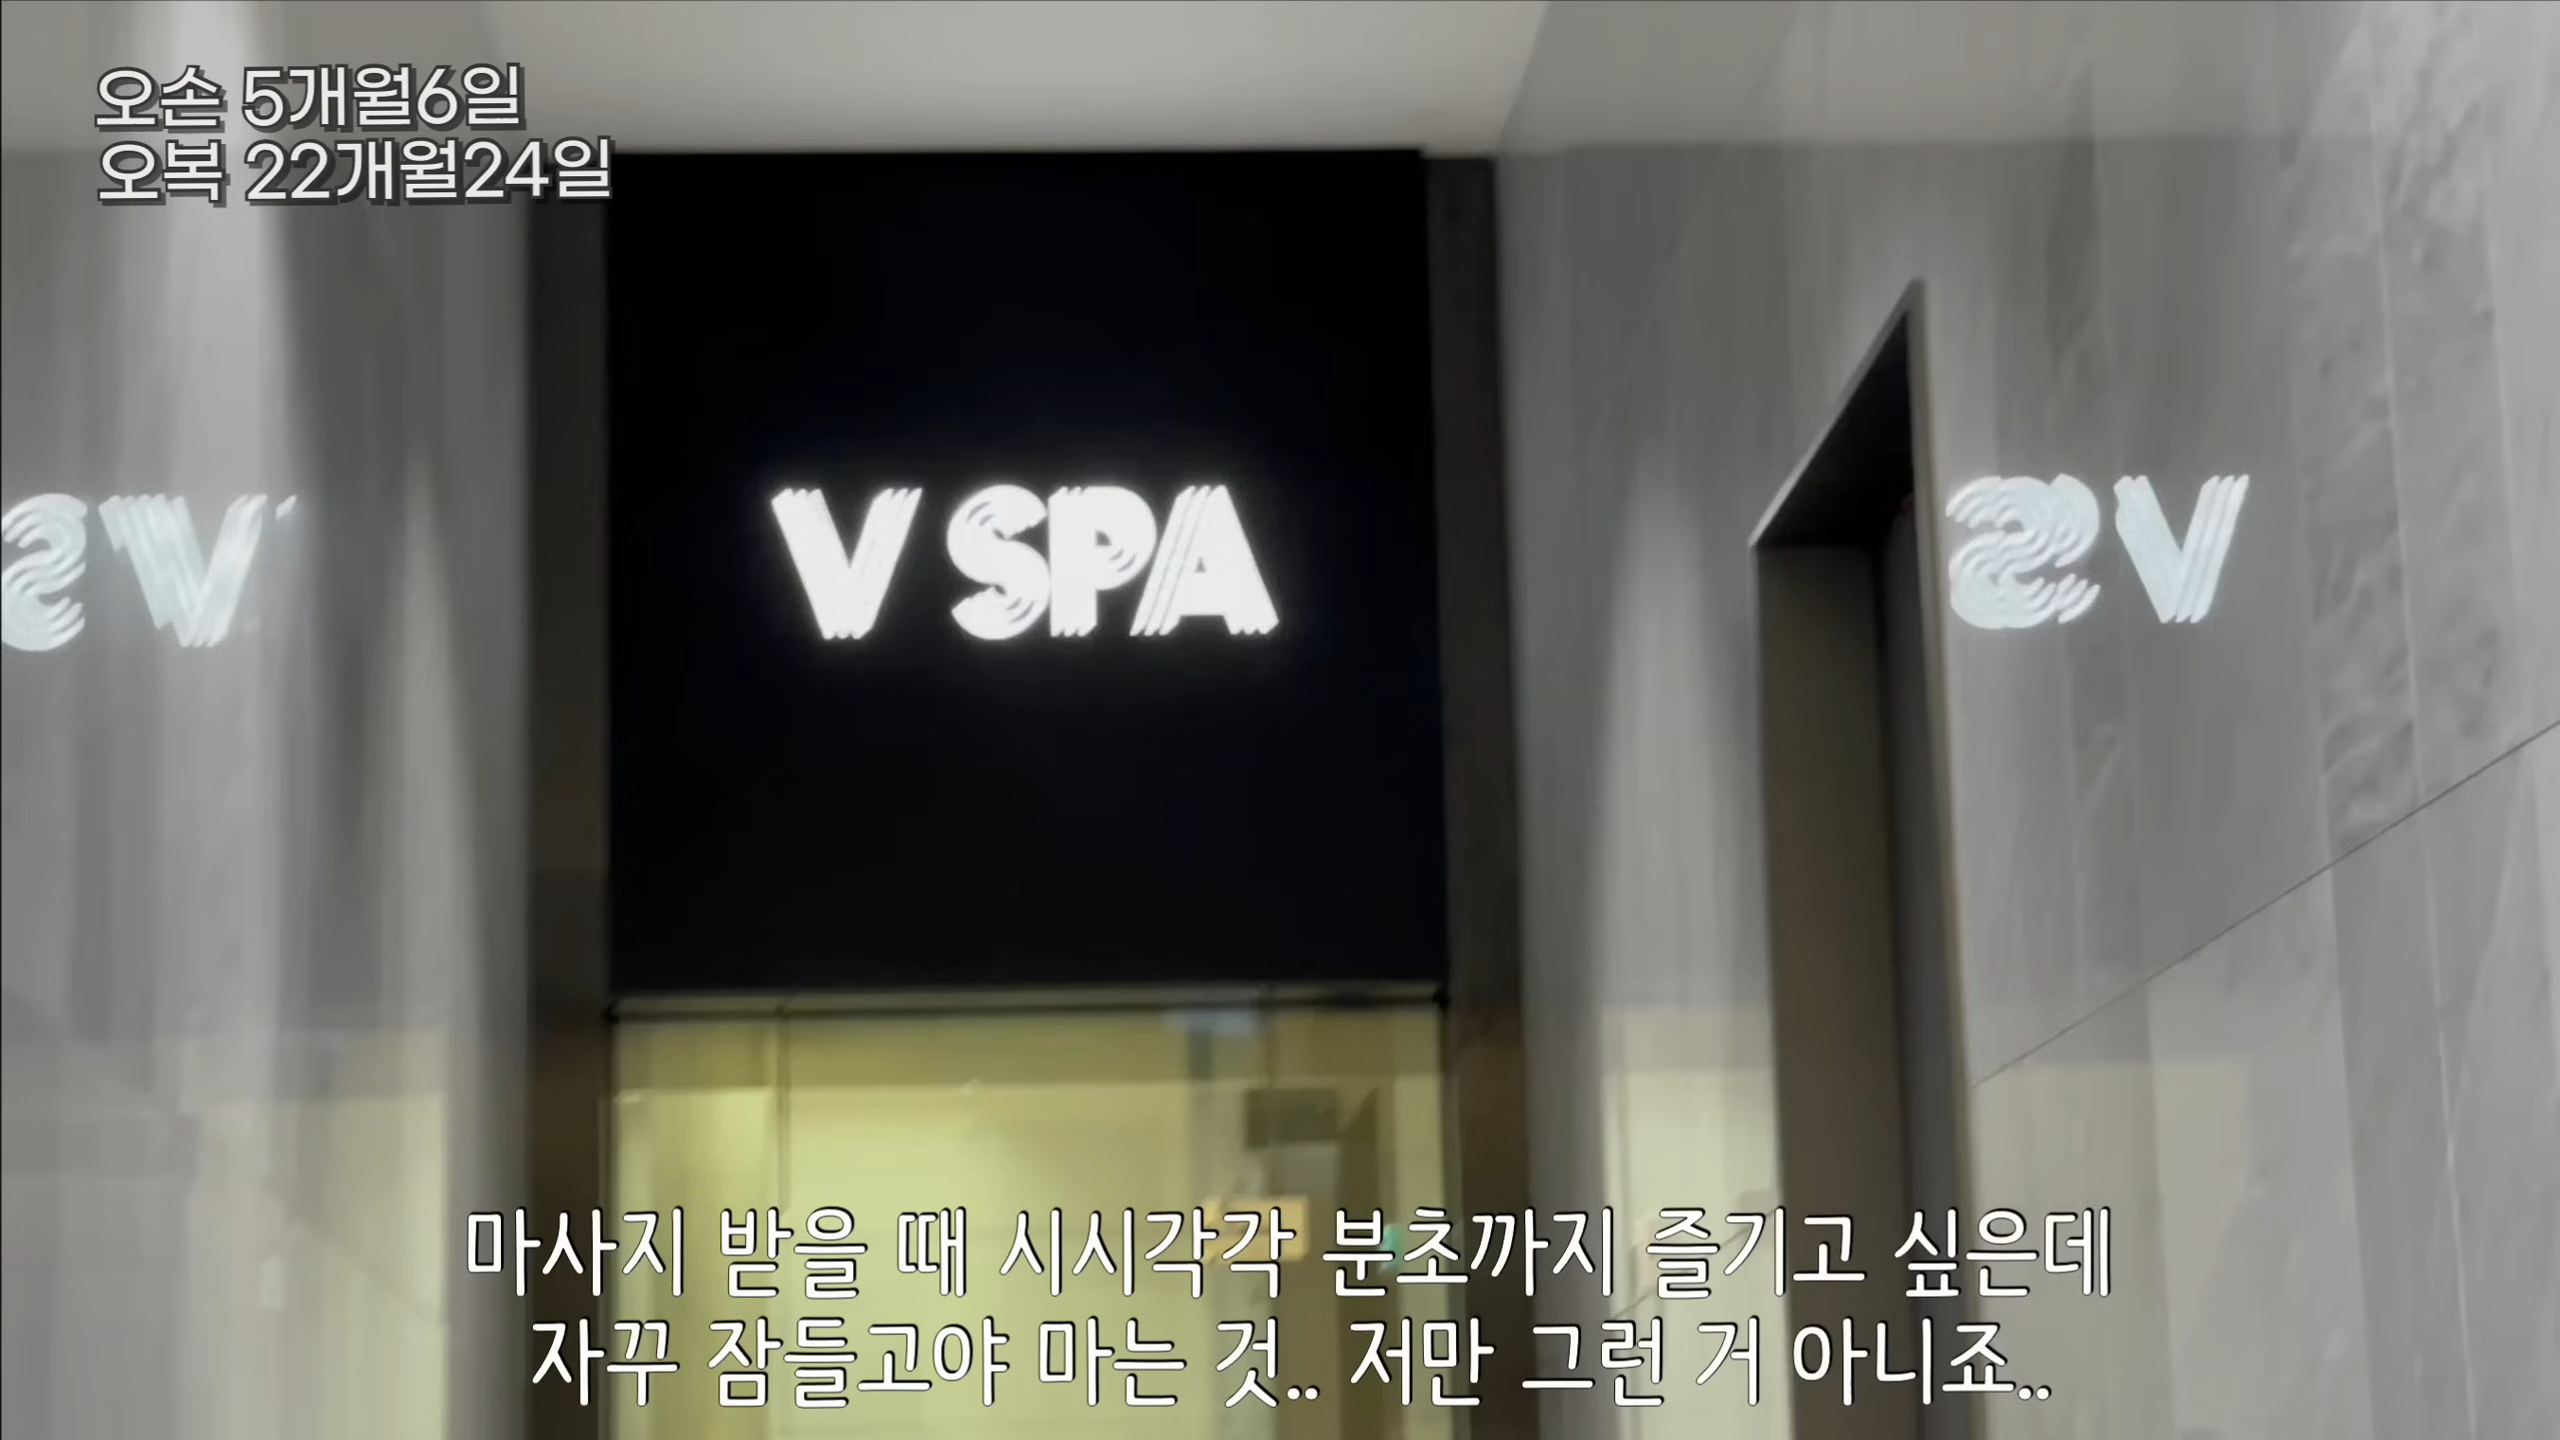 오손 5개월6일
오복 22개월24일
V SPA
마사지 받을 때 시시각각 분초까지 즐기고 싶은데
자꾸 잠들고야 마는 것.. 저만 그런 거 아니죠..